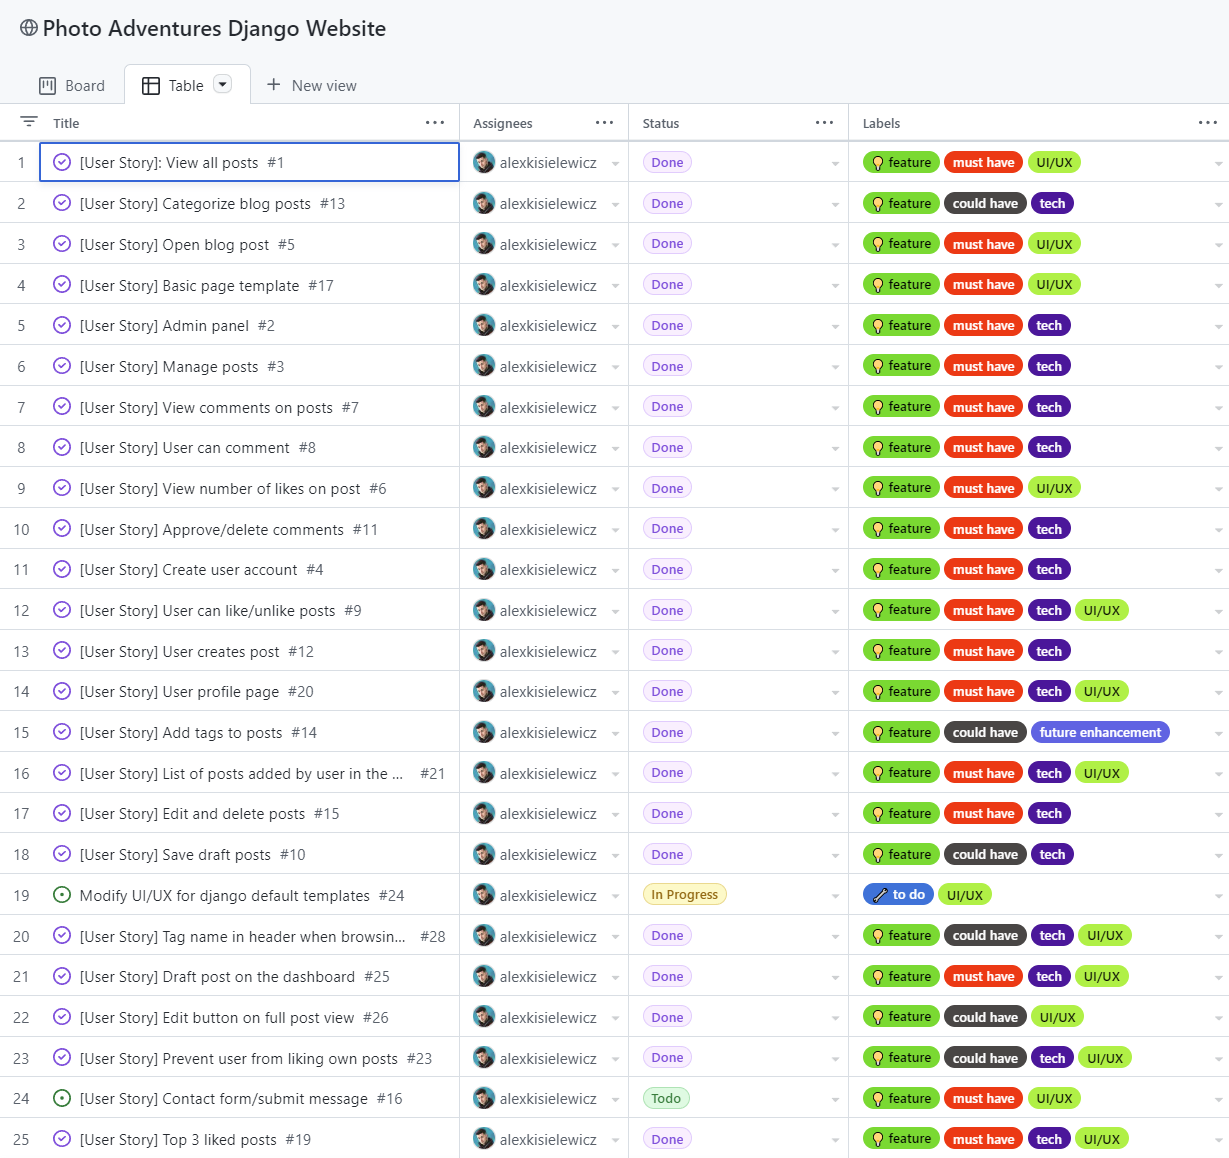 Photo Adventures Django Website
Board Table New view
Title Assignees Status Labels
1 [User Story]: View all posts #1 alexkisielewicz Done feature must have UI/UX
2 [User Story] Categorize blog posts #13 alexkisielewicz Done feature could have tech
3 [User Story] Open blog post #5 alexkisielewicz Done feature must have UI/UX
4 [User Story] Basic page template #17 alexkisielewicz Done feature must have UI/UX
5 [User Story] Admin panel #2 alexkisielewicz Done feature must have tech
6 [User Story] Manage posts #3 alexkisielewicz Done feature must have tech
7 [User Story] View comments on posts #7 alexkisielewicz Done feature must have tech
8 [User Story] User can comment #8 alexkisielewicz Done feature must have tech
9 [User Story] View number of likes on post #6 alexkisielewicz Done feature must have UI/UX
10 [User Story] Approve/delete comments #11 alexkisielewicz Done feature must have tech
11 [User Story] Create user account #4 alexkisielewicz Done feature must have tech
12 [User Story] User can like/unlike posts #9 alexkisielewicz Done feature must have tech UI/UX
13 [User Story] User creates post #12 alexkisielewicz Done feature must have tech
14 [User Story] User profile page #20 alexkisielewicz Done feature must have tech UI/UX
15 [User Story] Add tags to posts #14 alexkisielewicz Done feature could have future enhancement
16 [User Story] List of posts added by user in the ... #21 alexkisielewicz Done feature must have tech UI/UX
17 [User Story] Edit and delete posts #15 alexkisielewicz Done feature must have tech
18 [User Story] Save draft posts #10 alexkisielewicz Done feature could have tech
19 Modify UI/UX for django default templates #24 alexkisielewicz In Progress to do UI/UX
20 [User Story] Tag name in header when browsin... #28 alexkisielewicz Done feature could have tech UI/UX
21 [User Story] Draft post on the dashboard #25 alexkisielewicz Done feature must have tech UI/UX
22 [User Story] Edit button on full post view #26 alexkisielewicz Done feature could have UI/UX
23 [User Story] Prevent user from liking own posts #23 alexkisielewicz Done feature could have tech UI/UX
24 [User Story] Contact form/submit message #16 alexkisielewicz Todo feature must have UI/UX
25 [User Story] Top 3 liked posts #19 alexkisielewicz Done feature must have tech UI/UX